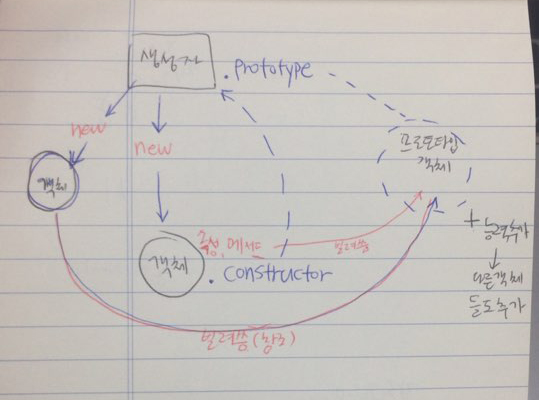 생성자
.prototype
new
new
프로토타입
객체
객체
속성, 메서드
빌려씀
객체
.constructor
+ 능력추가
다른객체
들도추가
빌려씀(참조)